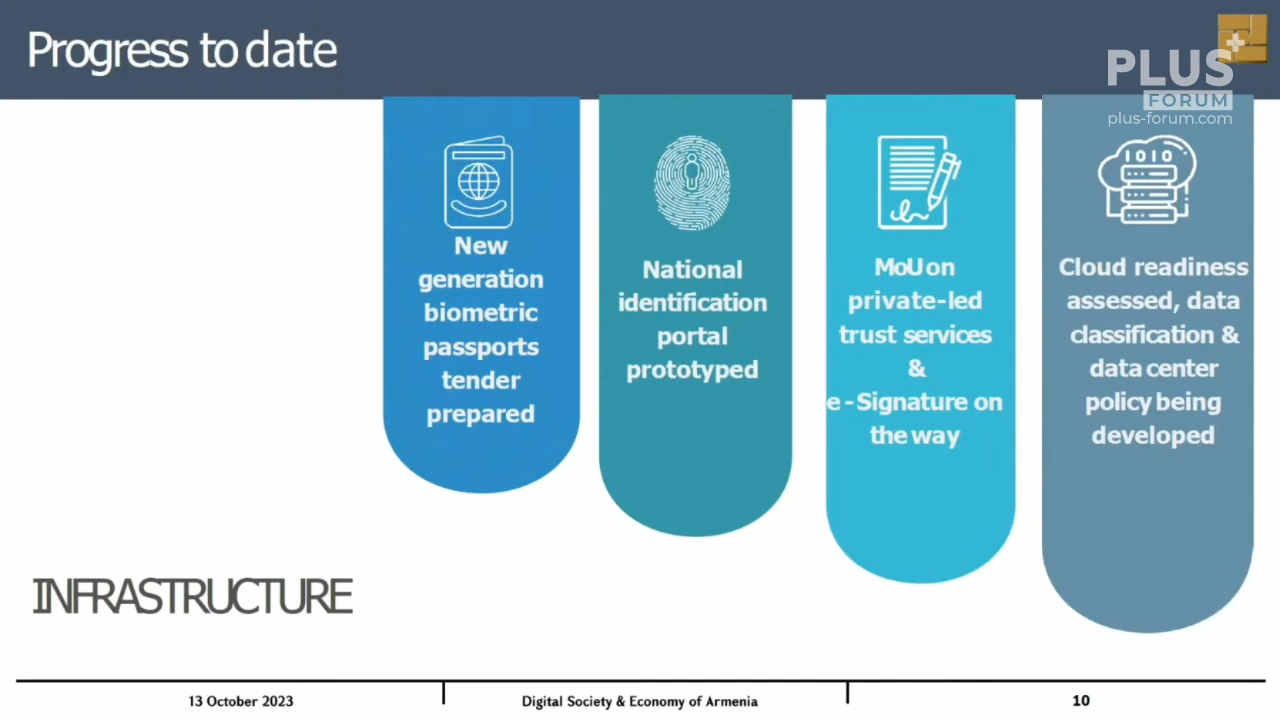 Progress to date
PLUS
FORUM
plus-forum.com
1010
New
generation
biometric
passports
tender
prepared
National
identification
portal
prototyped
MoU on
private-led
trust services
&
e-Signature on
the way
Cloud readiness
assessed, data
classification &
data center
policy being
developed
INFRASTRUCTURE
13 October 2023
Digital Society & Economy of Armenia
10